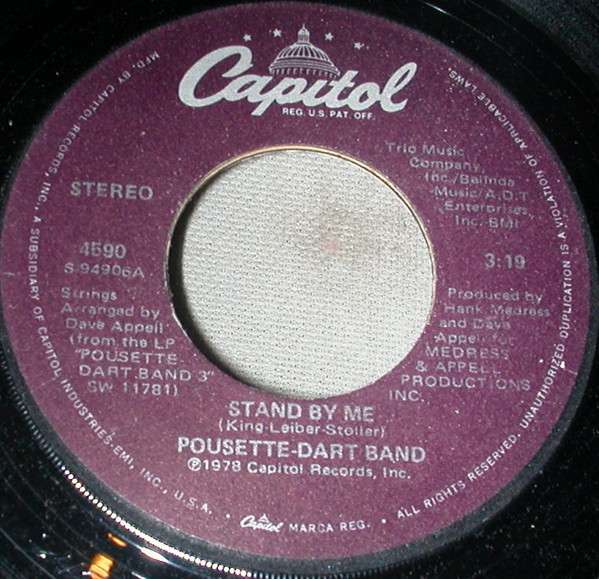 Capitol
REG. U.S. PAT. OFF.
STEREO
4590
S-94906A
Strings
Arranged by
Dave Appell
(from the LP
"POUSETTE-
DART BAND 3"
SW 11781)
Trio Music
Company,
Inc./Belinda
Music/A.D.T
Enterprises,
Inc.-BMI
3:19
Produced by
Hank Medress
and Dave
Appell for
MEDRESS
& APPELL
PRODUCTIONS
INC.
STAND BY ME
(King-Leiber-Stoller)
POUSETTE-DART BAND
℗1978 Capitol Records, Inc.
MFD. BY CAPITOL RECORDS, INC., A SUBSIDIARY OF CAPITOL INDUSTRIES-EMI, INC., U.S.A. • Capitol MARCA REG. • ALL RIGHTS RESERVED. UNAUTHORIZED DUPLICATION IS A VIOLATION OF APPLICABLE LAWS.